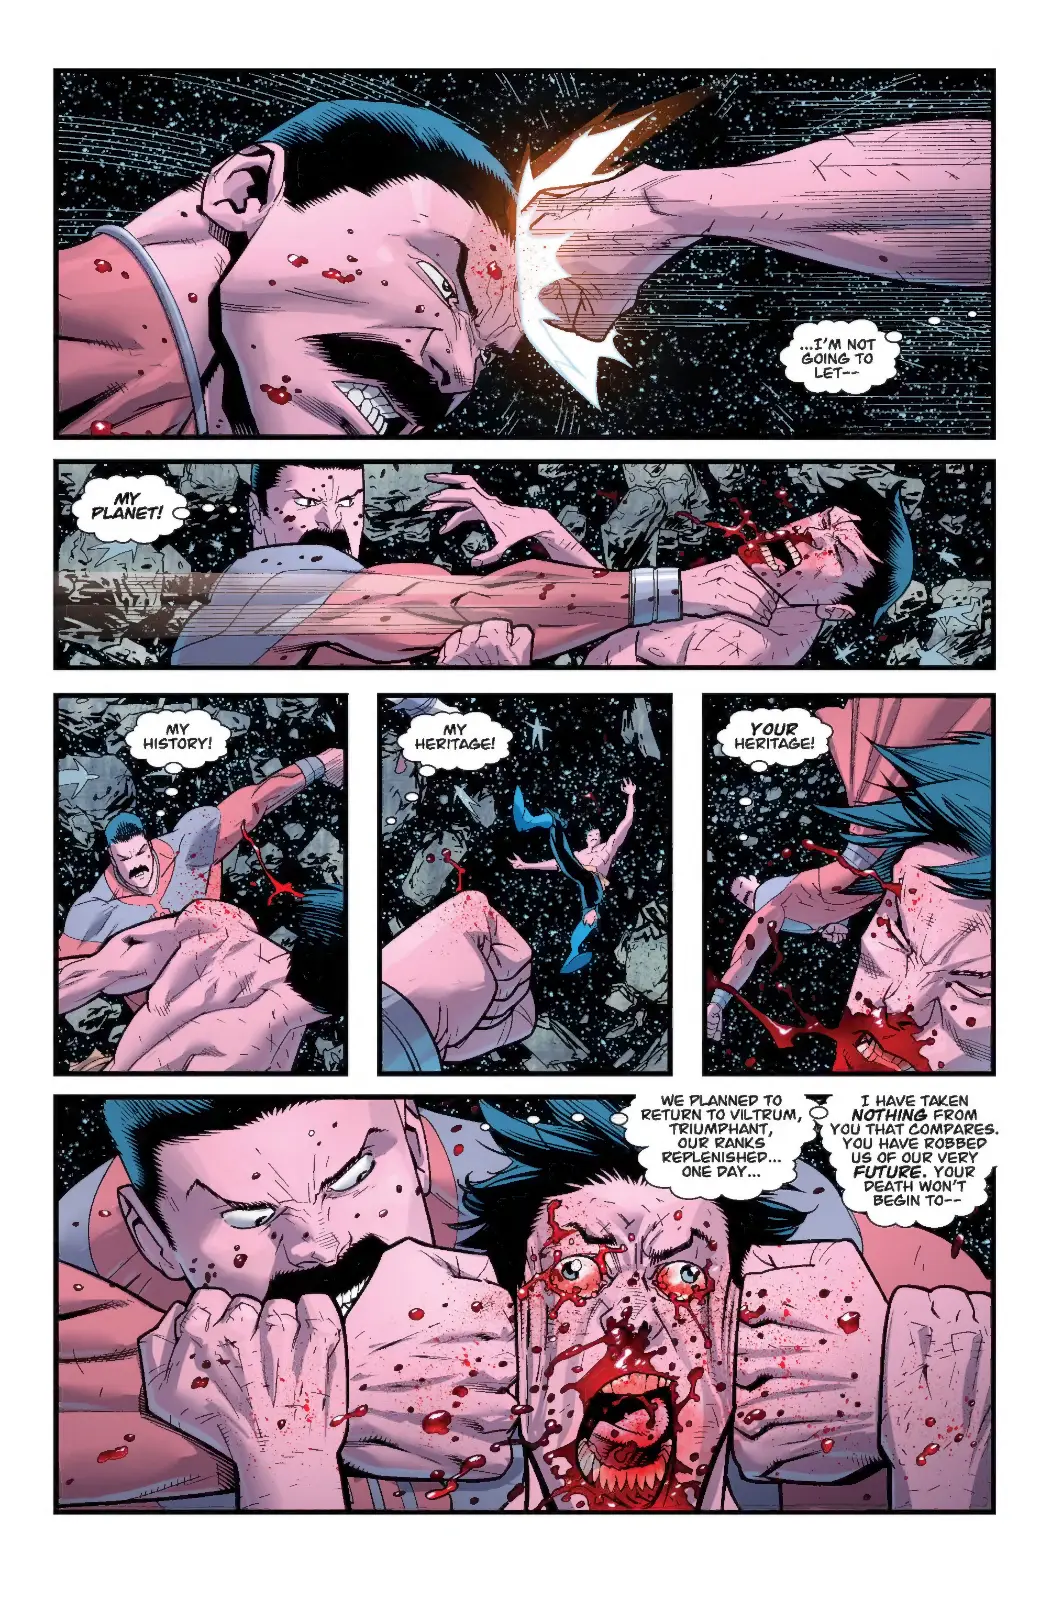 ...I'M NOT
GOING TO
LET--
MY
PLANET!
MY
HISTORY!
MY
HERITAGE!
YOUR
HERITAGE!
WE PLANNED TO
RETURN TO VILTRUM,
TRIUMPHANT,
OUR RANKS
REPLENISHED...
ONE DAY...
I HAVE TAKEN
NOTHING FROM
YOU THAT COMPARES.
YOU HAVE ROBBED
US OF OUR VERY
FUTURE. YOUR
DEATH WON'T
BEGIN TO--